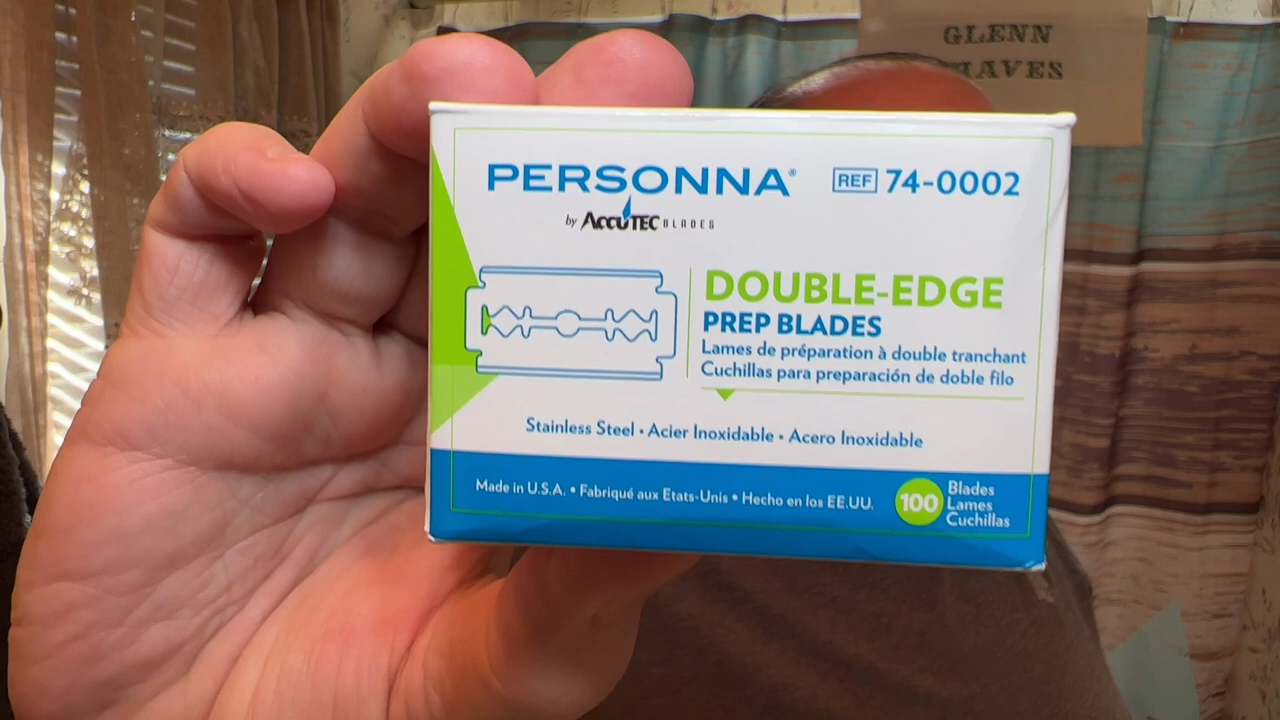 GLENN
HAVES
PERSONNA®
REF 74-0002
by ACCUTEC BLADES
DOUBLE-EDGE
PREP BLADES
Lames de préparation à double tranchant
Cuchillas para preparación de doble filo
Stainless Steel • Acier Inoxidable • Acero Inoxidable
Made in U.S.A. • Fabriqué aux Etats-Unis • Hecho en los EE.UU.
100
Blades
Lames
Cuchillas